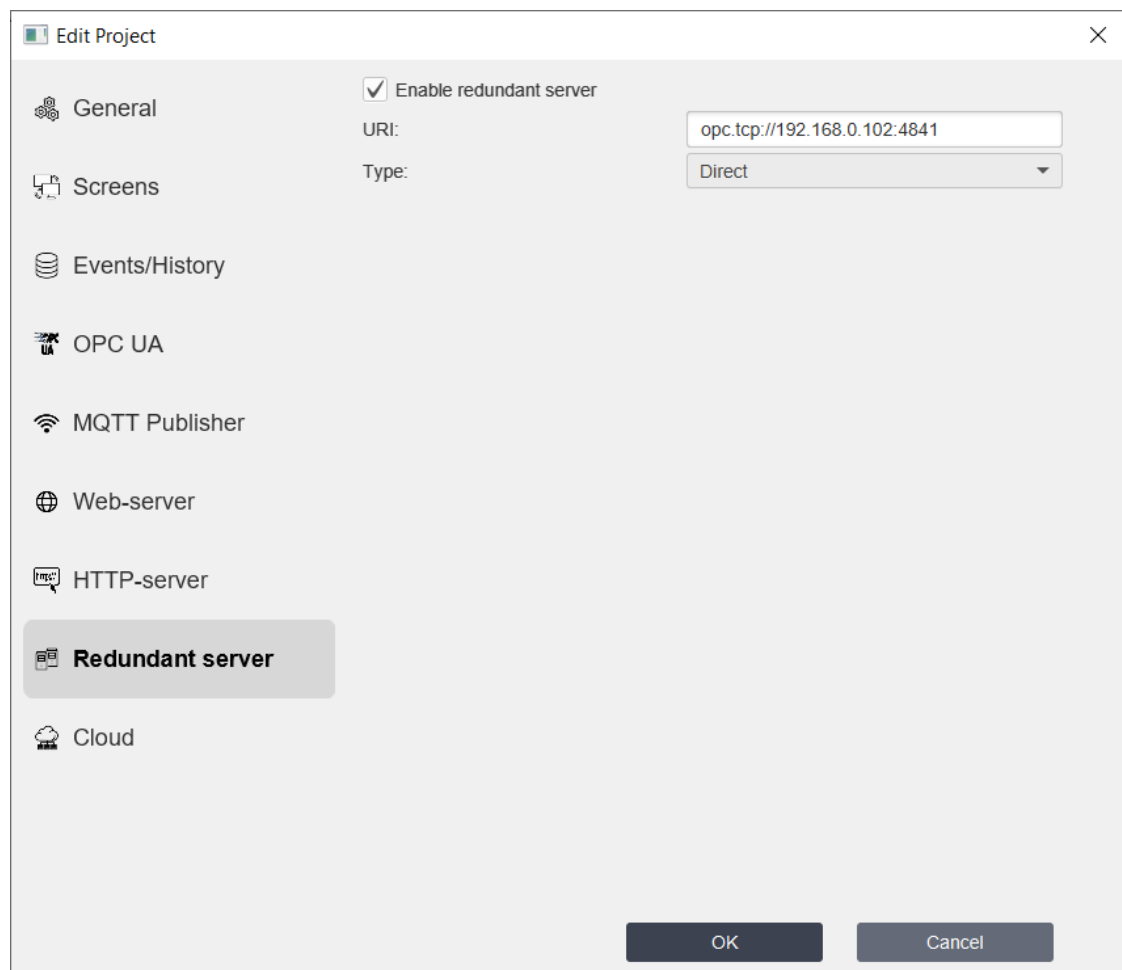 Edit Project
General
Screens
Events/History
OPC UA
MQTT Publisher
Web-server
HTTP-server
Redundant server
Cloud
Enable redundant server
URI: opc.tcp://192.168.0.102:4841
Type: Direct
OK Cancel